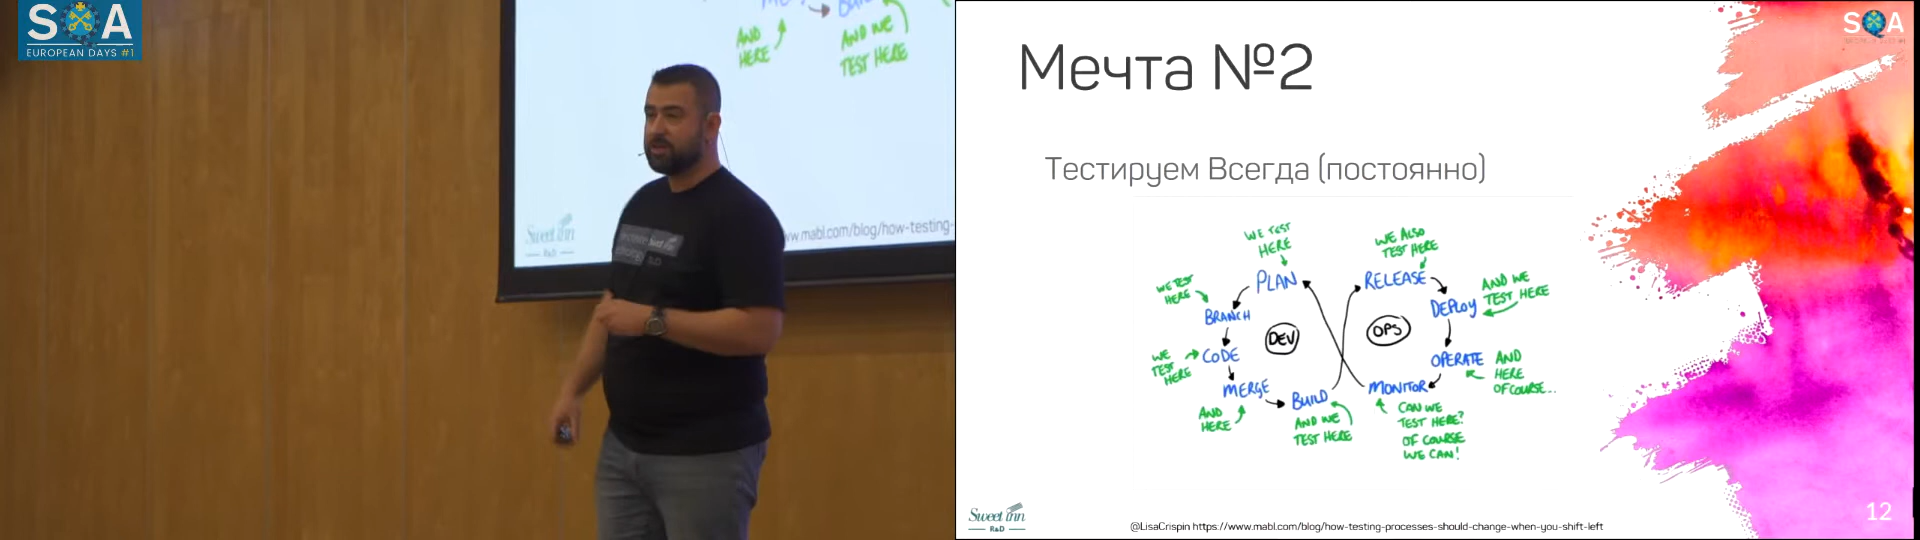 SQA
EUROPEAN DAYS #1
AND
HERE
AND WE
TEST HERE
Sweet inn
R&D
www.mabl.com/blog/how-testing-
Мечта №2
SQA
Тестируем Всегда (постоянно)
WE TEST
HERE
PLAN
WE TEST
HERE
BRANCH
WE
TEST
HERE
CODE
DEV
MERGE
AND
HERE
BUILD
AND WE
TEST HERE
WE ALSO
TEST HERE
RELEASE
AND WE
TEST HERE
DEPLOY
OPS
OPERATE
AND
HERE
OF COURSE...
MONITOR
CAN WE
TEST HERE?
OF COURSE
WE CAN!
Sweet inn
R&D
@LisaCrispin https://www.mabl.com/blog/how-testing-processes-should-change-when-you-shift-left
12